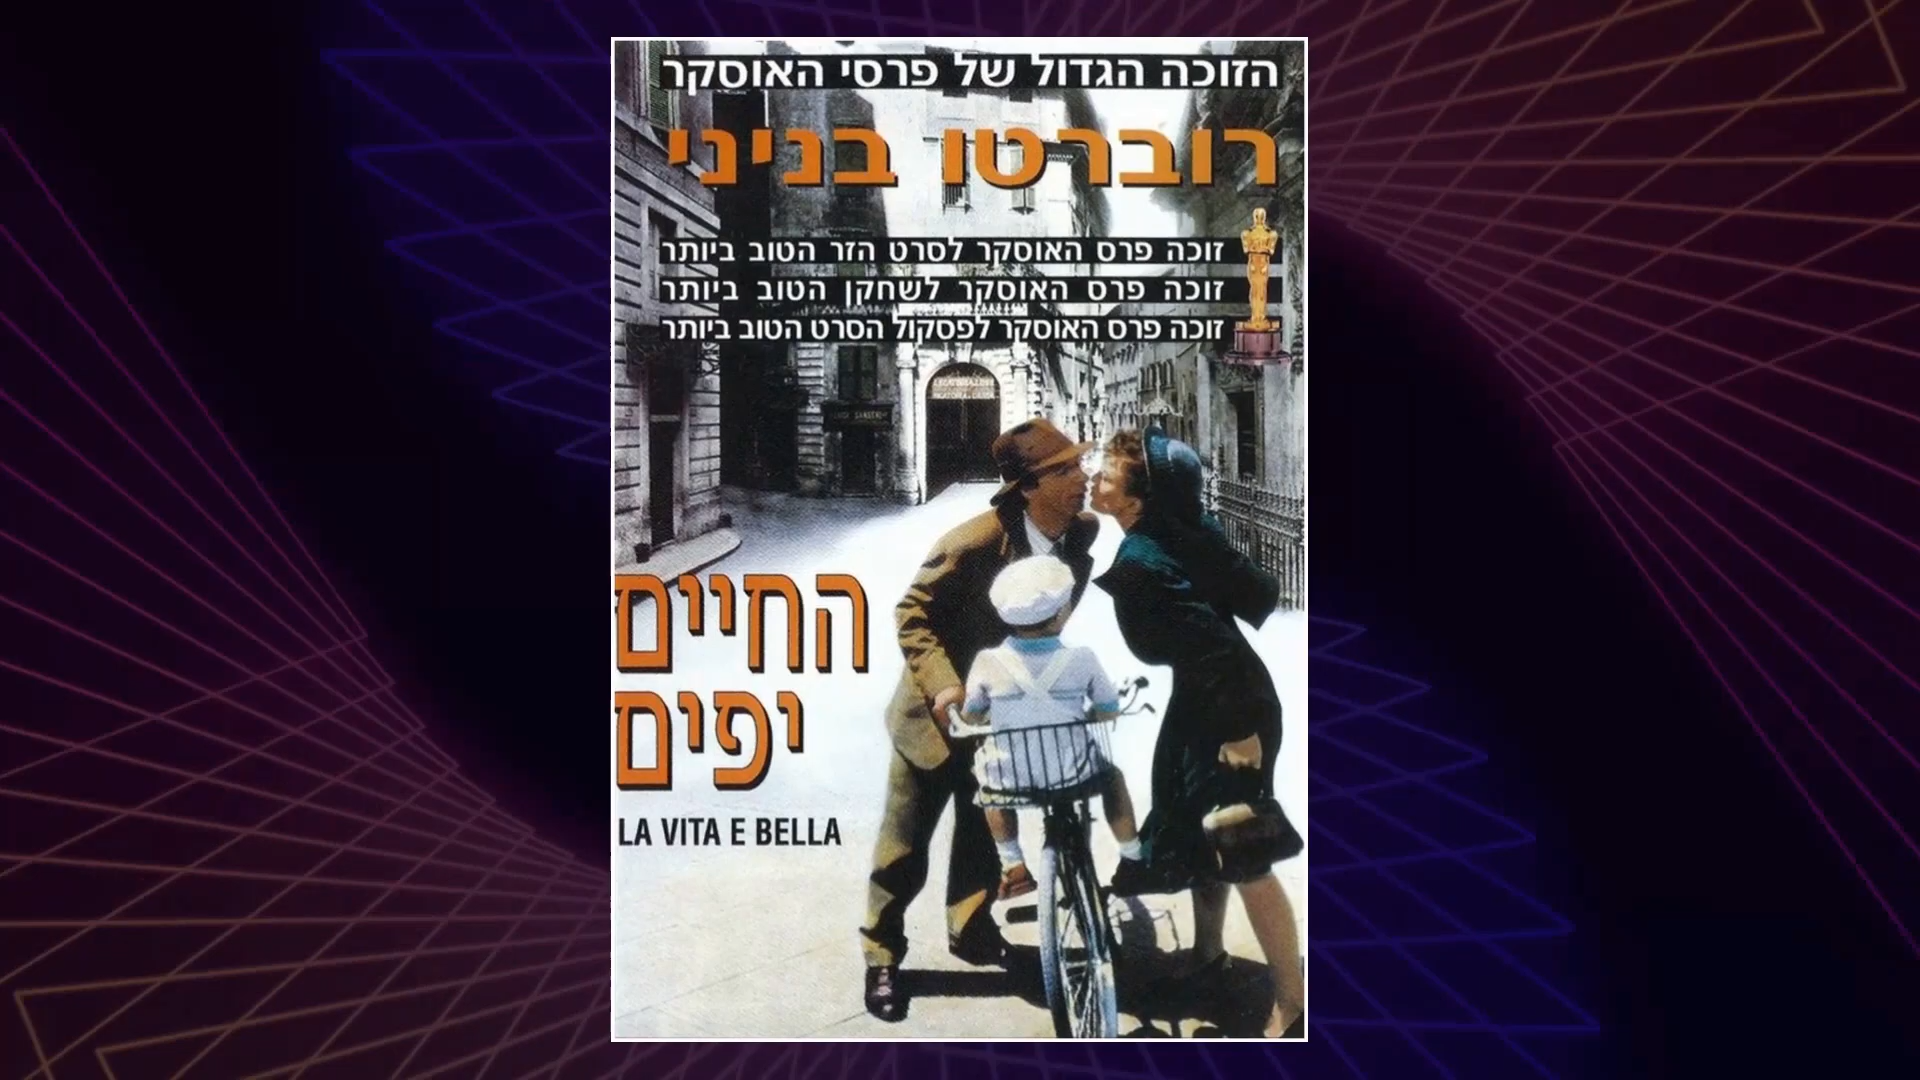 הזוכה הגדול של פרסי האוסקר
רוברטו בניני
זוכה פרס האוסקר לסרט הזר הטוב ביותר
זוכה פרס האוסקר לשחקן הטוב ביותר
זוכה פרס האוסקר לפסקול הסרט הטוב ביותר
החיים
יפים
LA VITA E BELLA